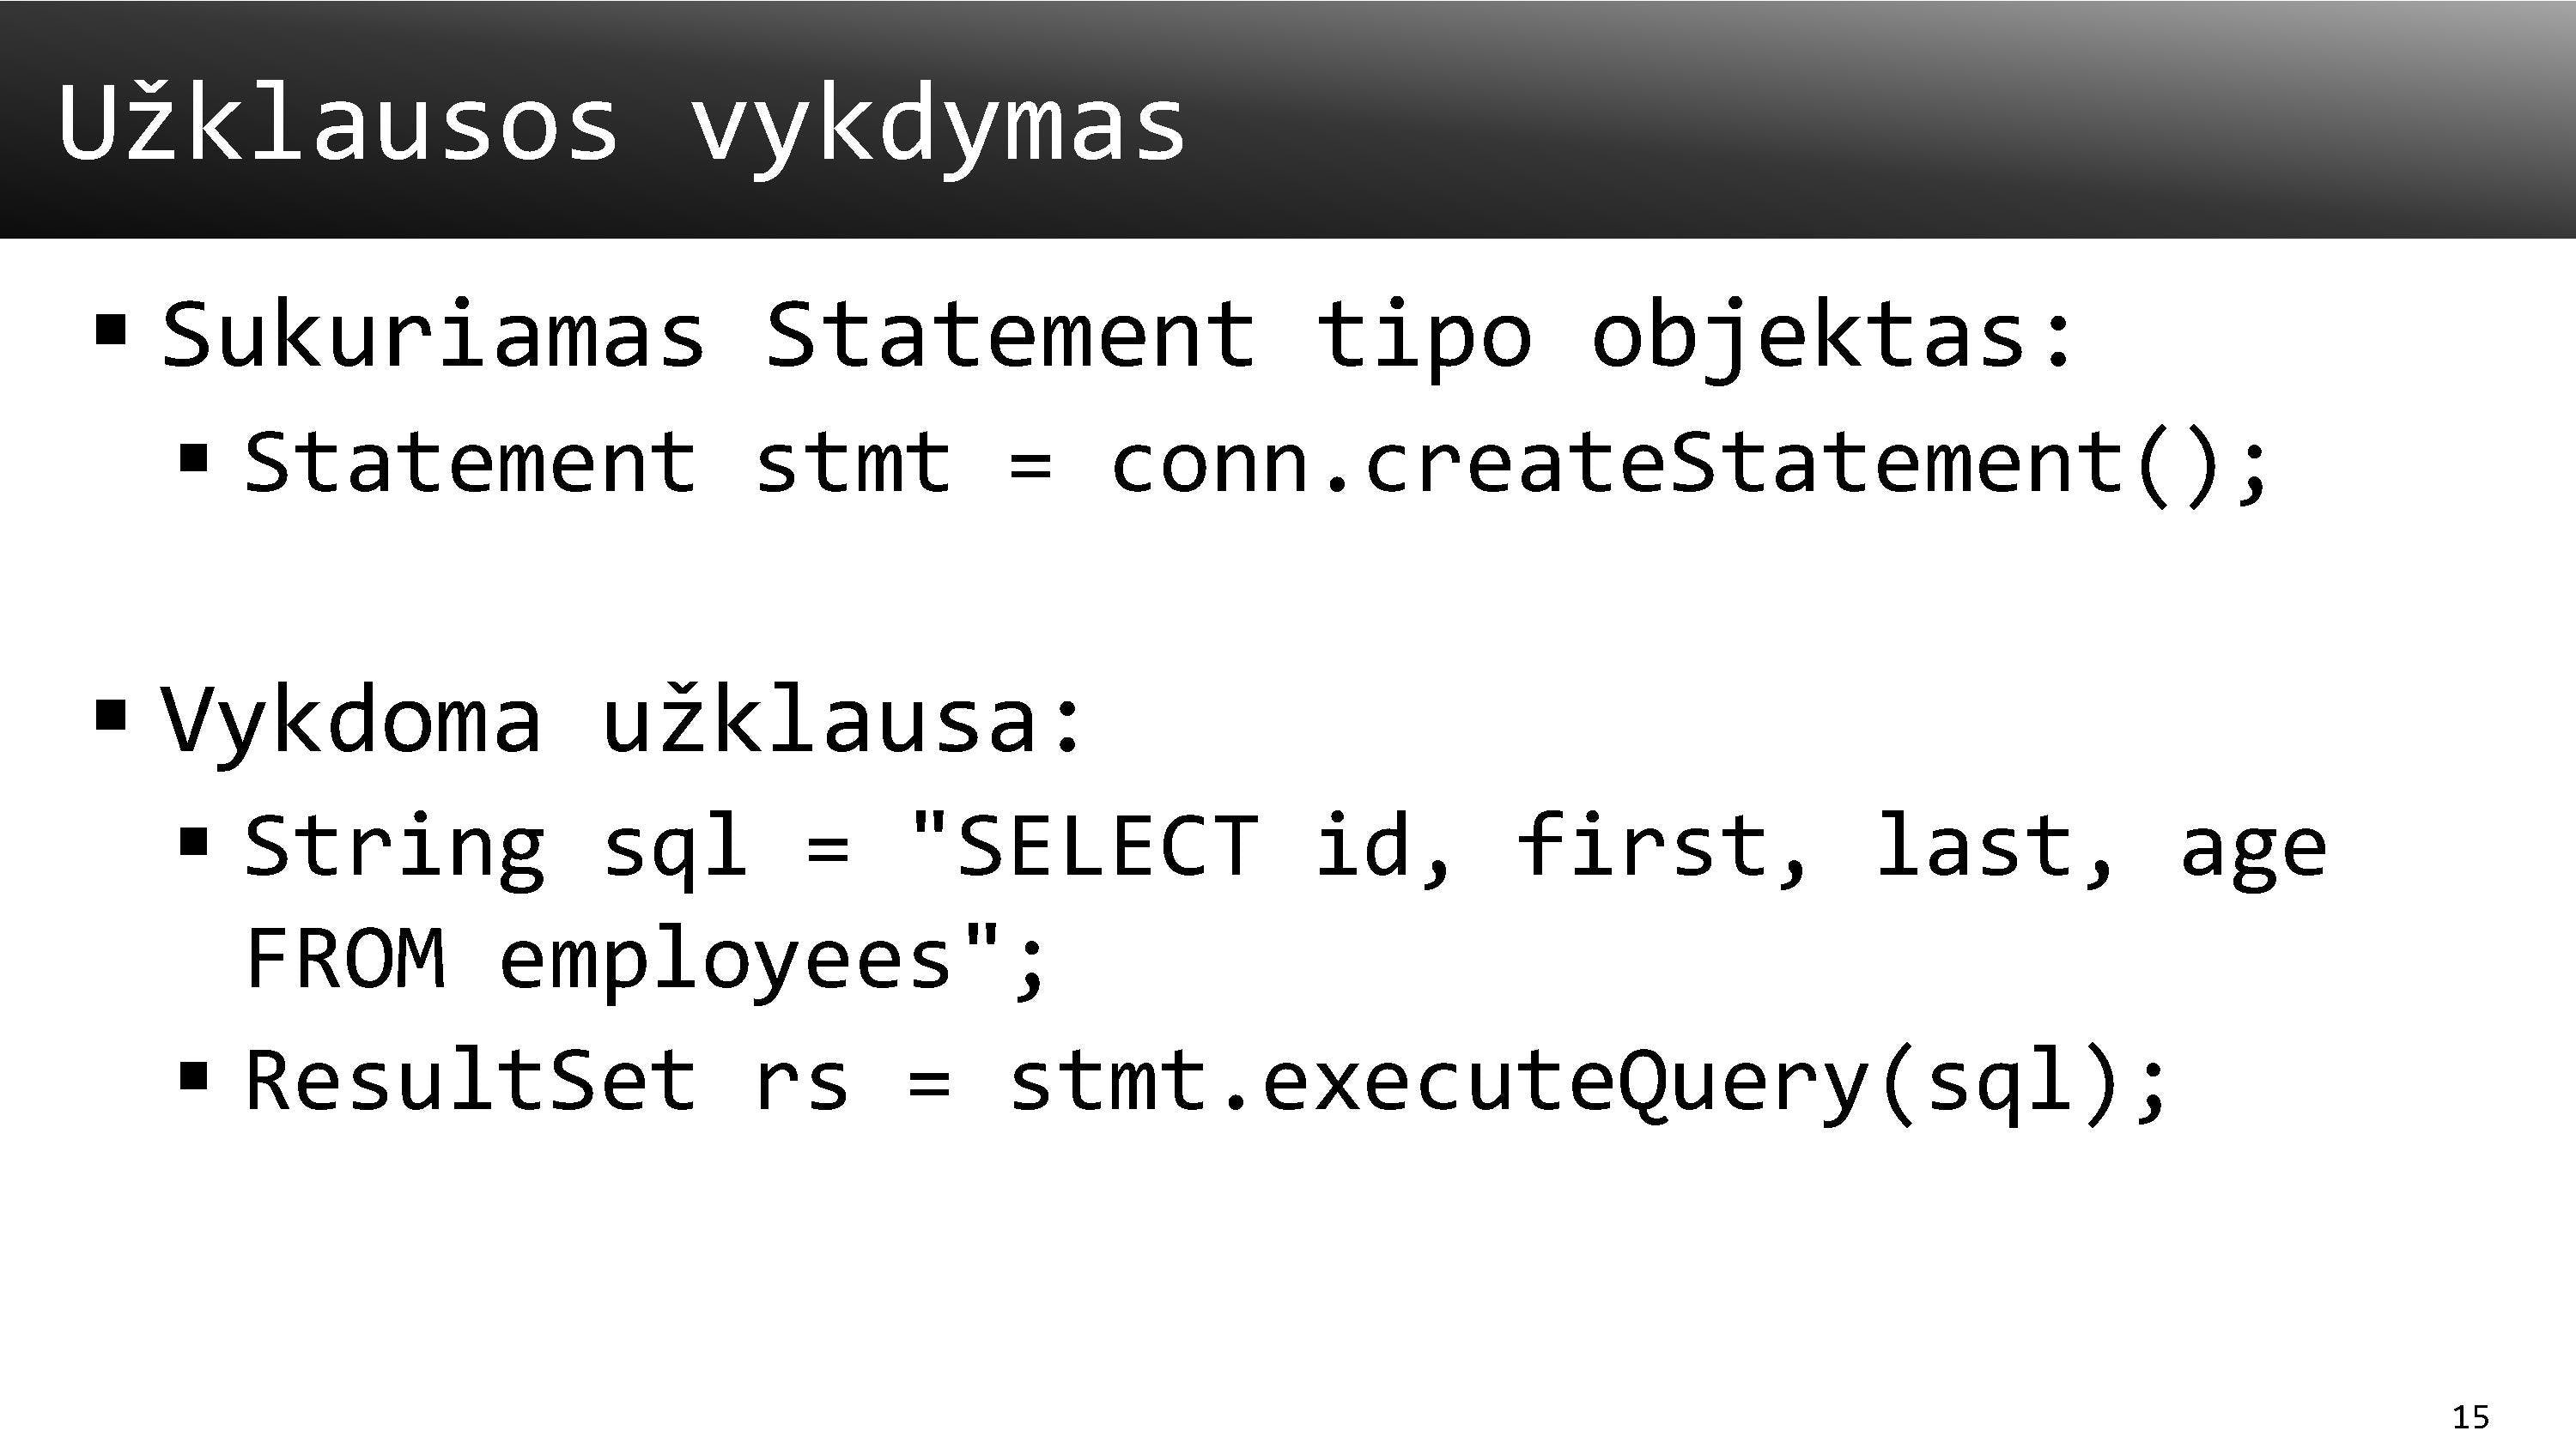 Užklausos vykdymas
▪ Sukuriamas Statement tipo objektas:
▪ Statement stmt = conn.createStatement();
▪ Vykdoma užklausa:
▪ String sql = "SELECT id, first, last, age
FROM employees";
▪ ResultSet rs = stmt.executeQuery(sql);
15